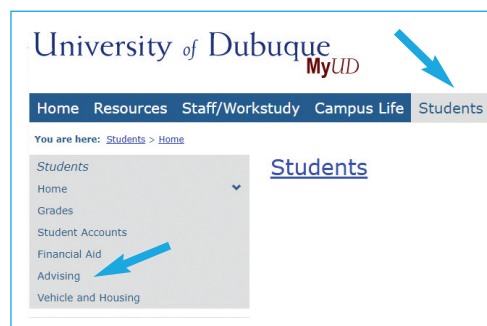 University of Dubuque
MyUD
Home Resources Staff/Workstudy Campus Life Students
You are here: Students > Home
Students
Home
Grades
Student Accounts
Financial Aid
Advising
Vehicle and Housing
Students